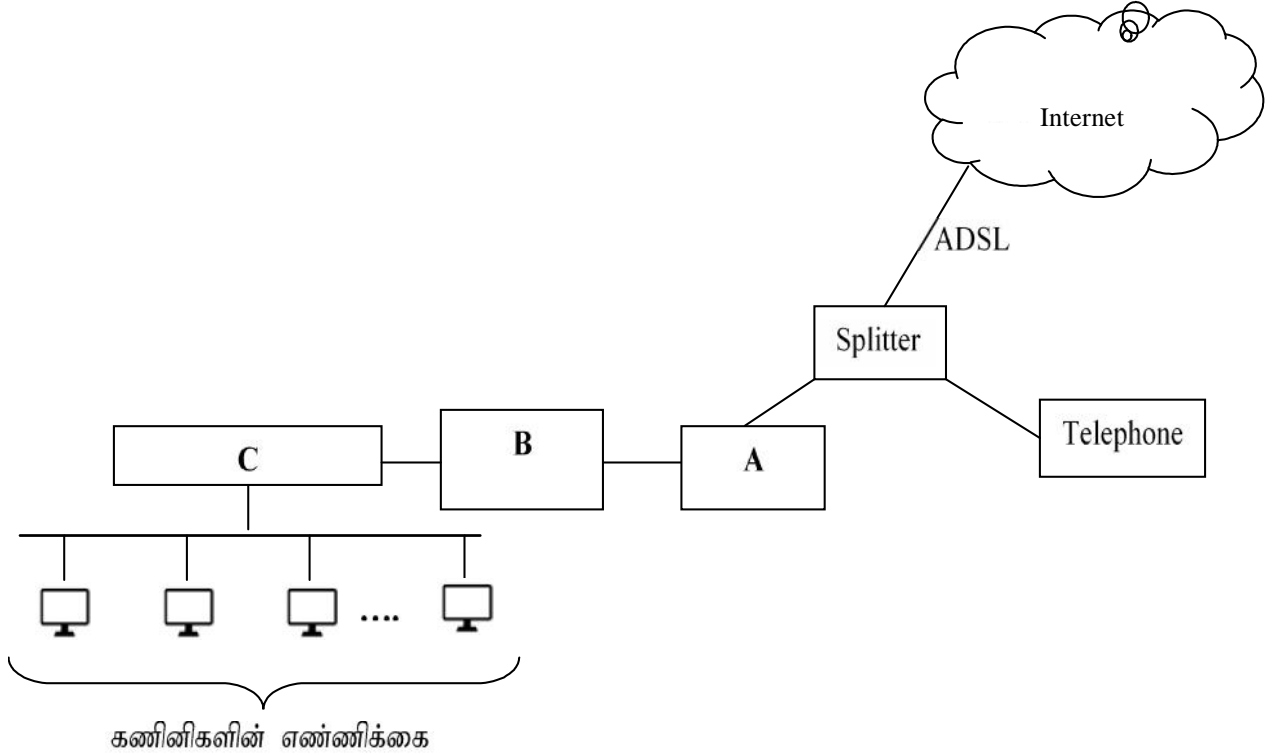 Internet
ADSL
Splitter
Telephone
C
B
A
....
கணினிகளின் எண்ணிக்கை